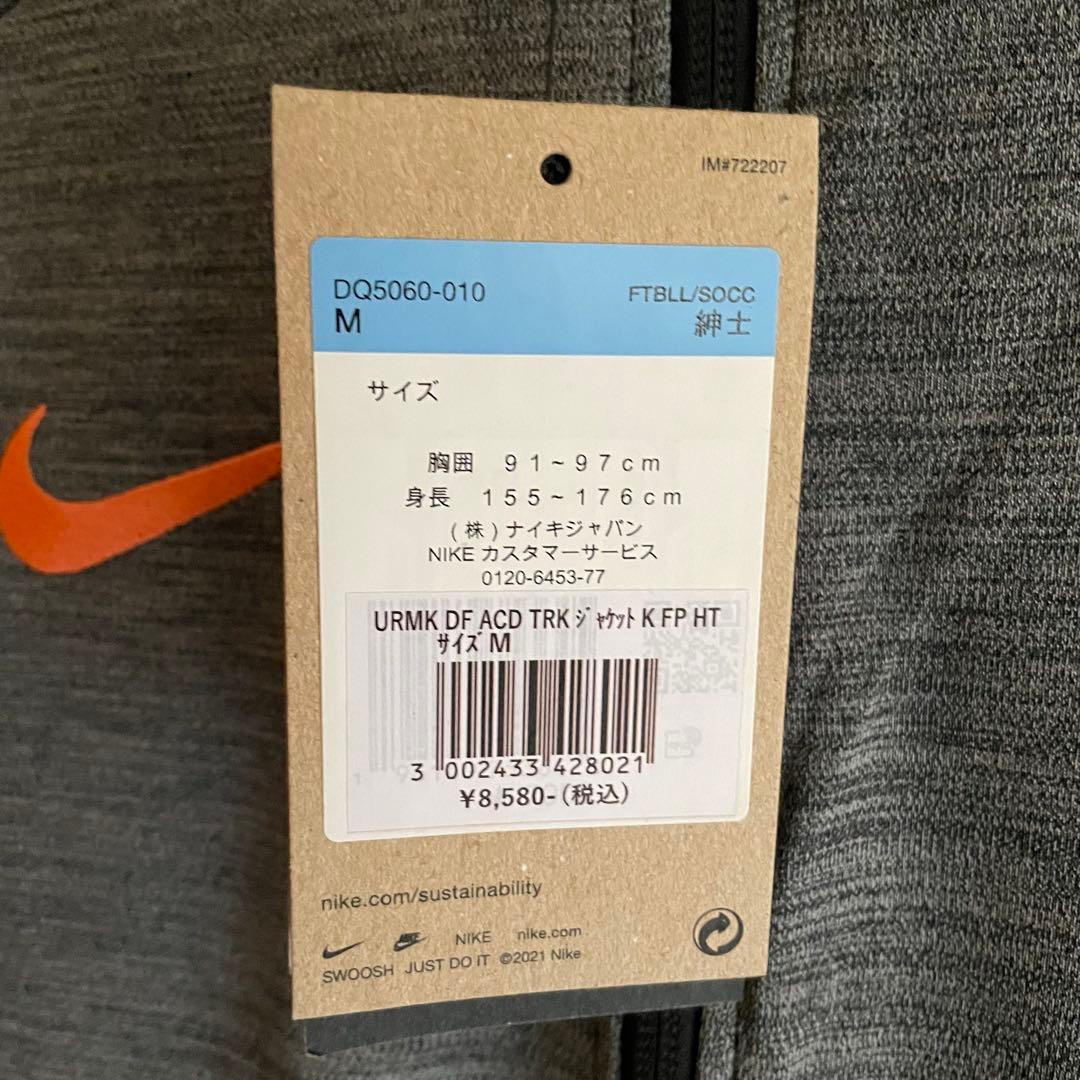 IM#722207
DQ5060-010 FTBLL/SOCC
M 紳士
サイズ
胸囲 91~97cm
身長 155~176cm
(株)ナイキジャパン
NIKE カスタマーサービス
0120-6453-77
URMK DF ACD TRK ｼﾞｬｹｯﾄ K FP HT
ｻｲｽﾞ M
3 002433 428021
¥8,580-(税込)
nike.com/sustainability
NIKE nike.com
SWOOSH JUST DO IT ©2021 Nike